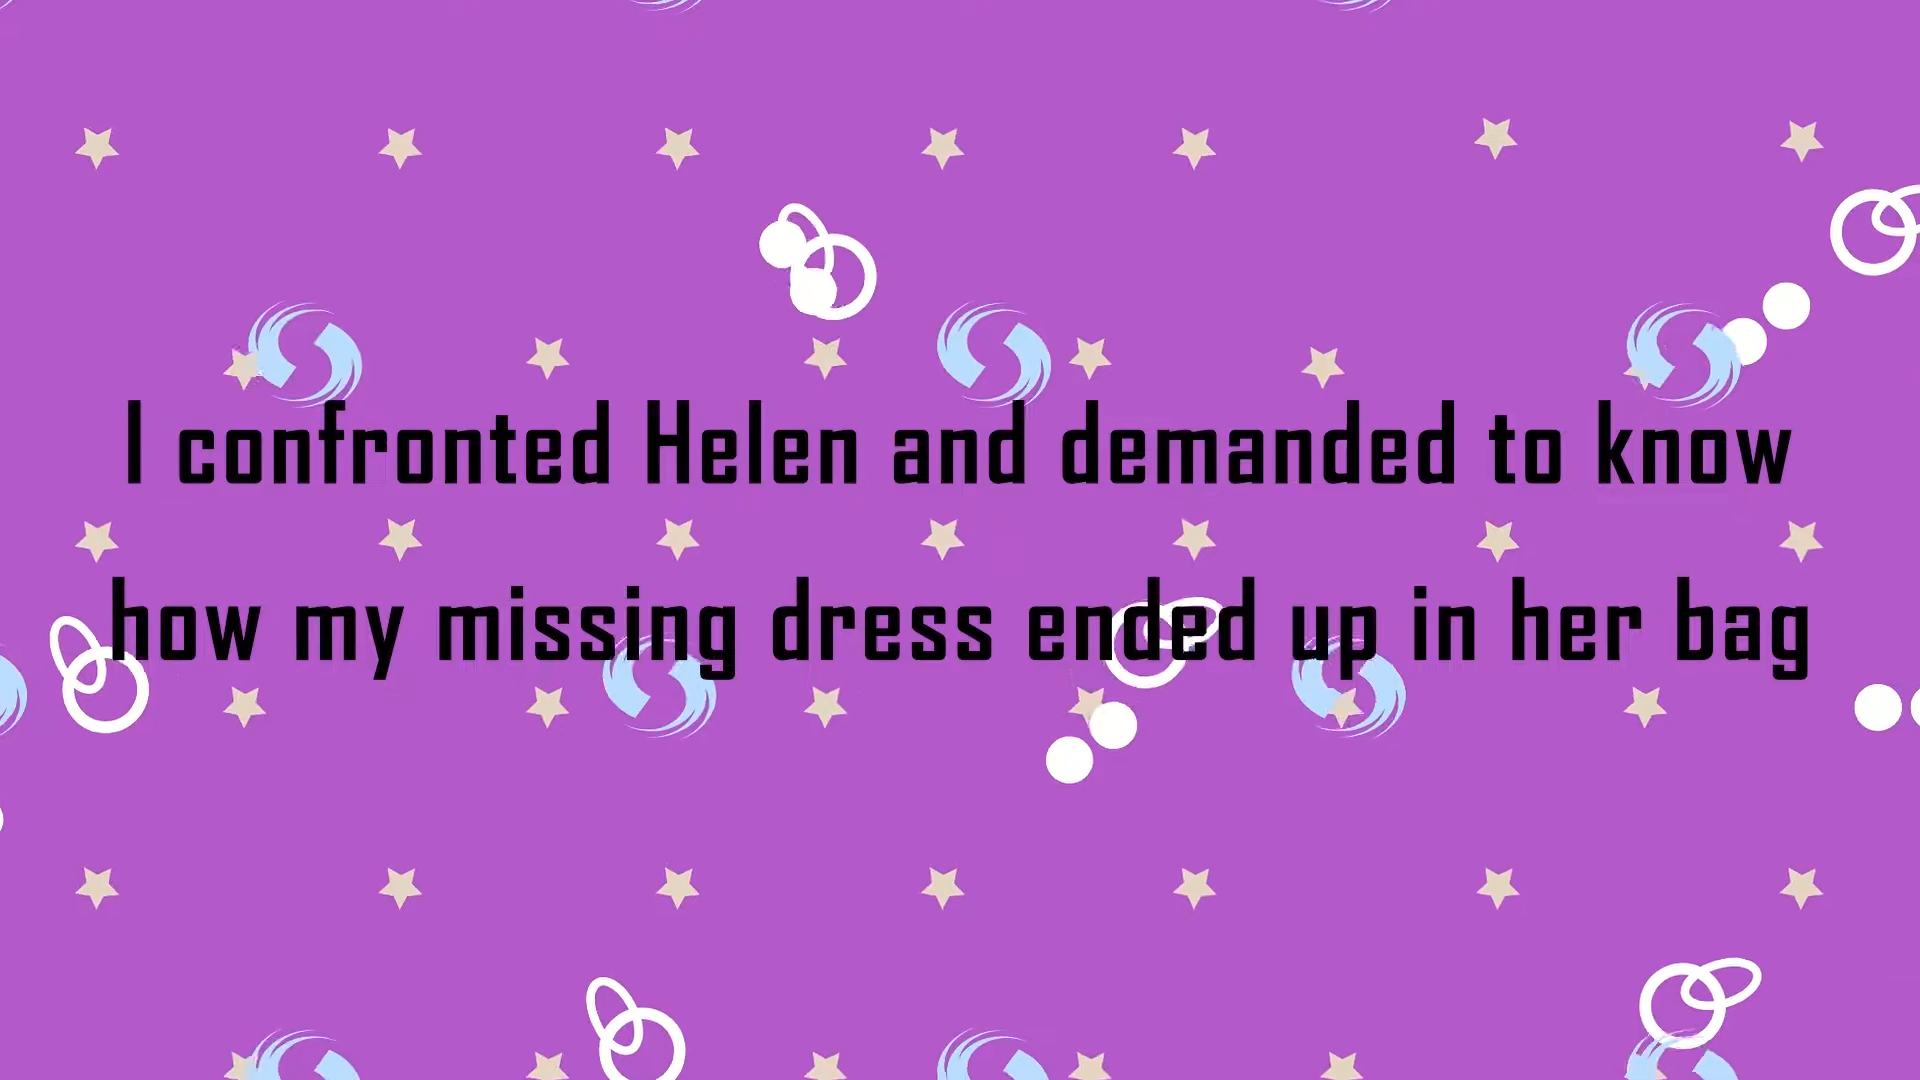 I confronted Helen and demanded to know
how my missing dress ended up in her bag